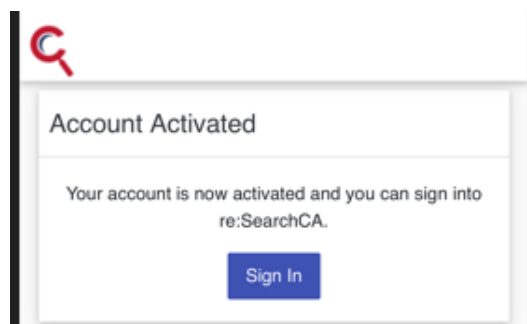 Account Activated
Your account is now activated and you can sign into
re:SearchCA.
Sign In